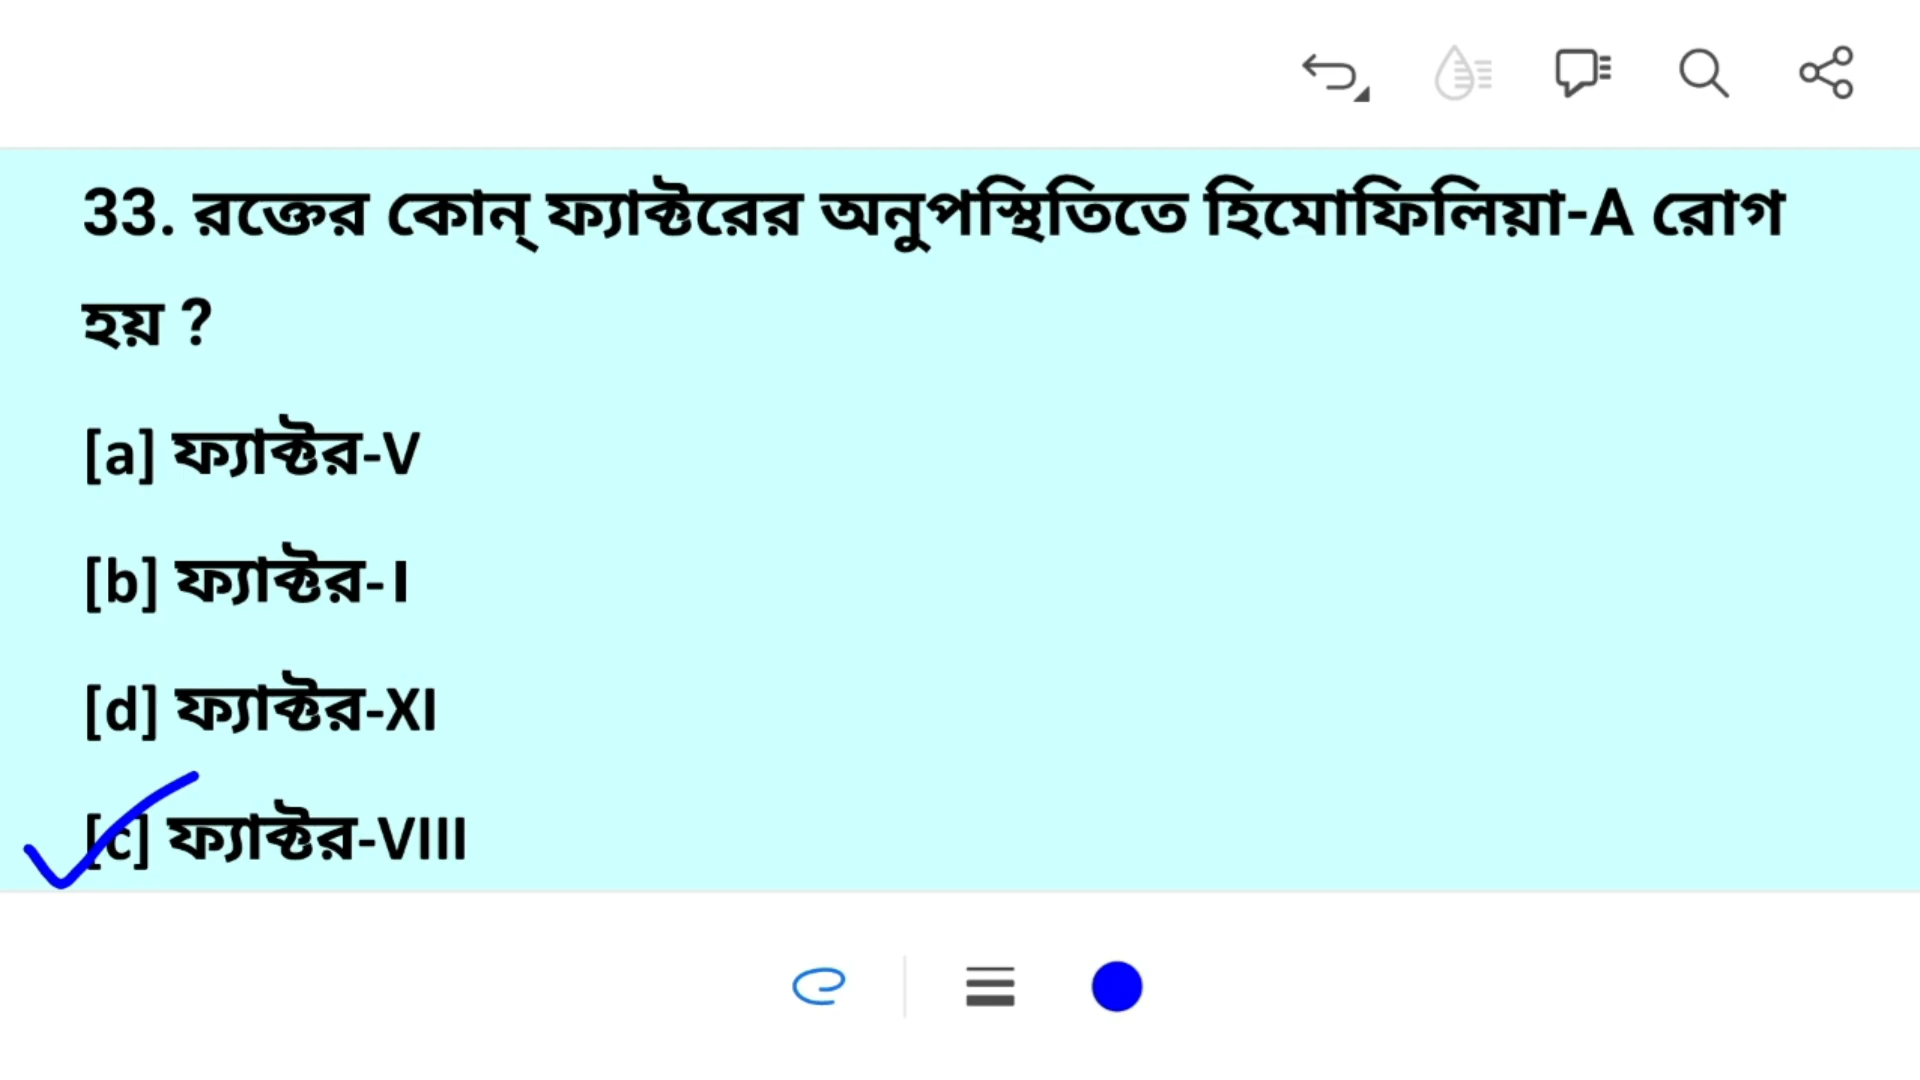 33. রক্তের কোন্ ফ্যাক্টরের অনুপস্থিতিতে হিমোফিলিয়া-A রোগ
হয় ?
[a] ফ্যাক্টর-V
[b] ফ্যাক্টর-I
[d] ফ্যাক্টর-XI
[c] ফ্যাক্টর-VIII